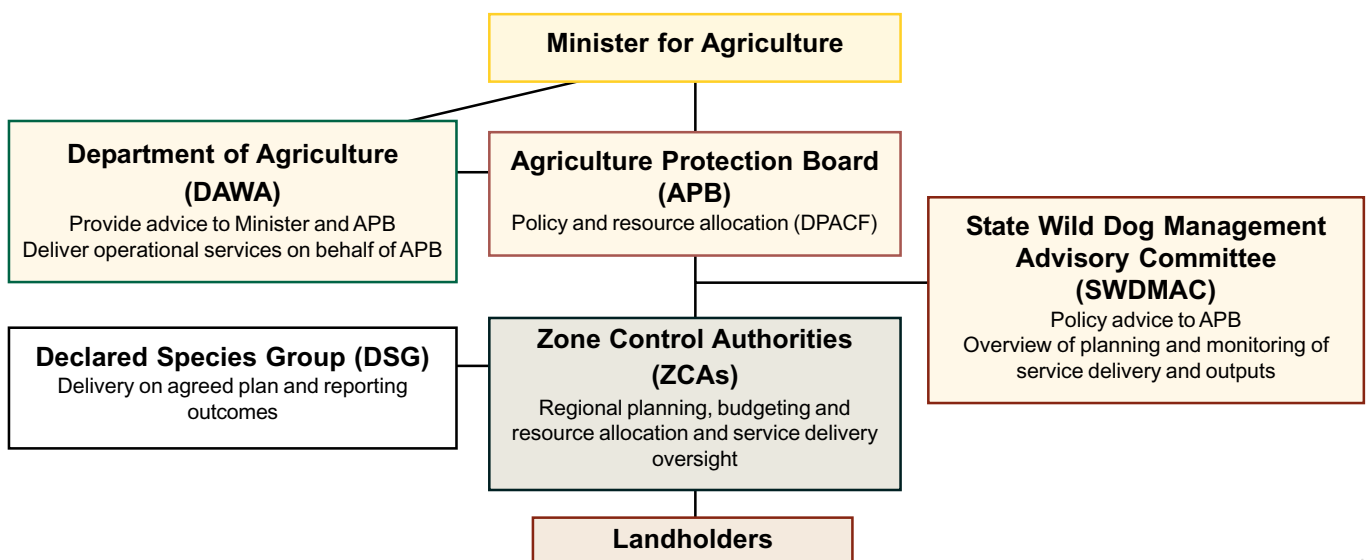 Minister for Agriculture
Department of Agriculture
(DAWA)
Provide advice to Minister and APB
Deliver operational services on behalf of APB
Agriculture Protection Board
(APB)
Policy and resource allocation (DPACF)
State Wild Dog Management
Advisory Committee
(SWDMAC)
Policy advice to APB
Overview of planning and monitoring of
service delivery and outputs
Declared Species Group (DSG)
Delivery on agreed plan and reporting
outcomes
Zone Control Authorities
(ZCAs)
Regional planning, budgeting and
resource allocation and service delivery
oversight
Landholders